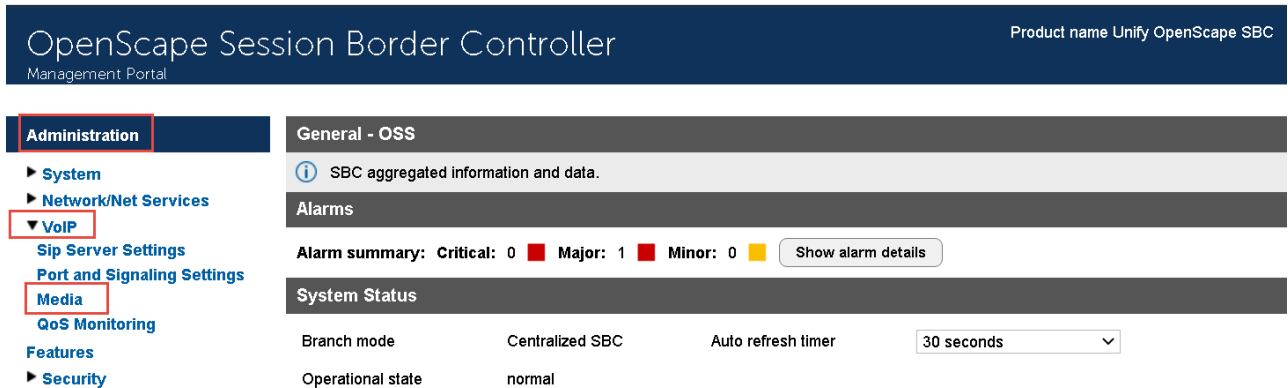 OpenScape Session Border Controller
Management Portal
Product name Unify OpenScape SBC
Administration
System
Network/Net Services
VoIP
Sip Server Settings
Port and Signaling Settings
Media
QoS Monitoring
Features
Security
General - OSS
SBC aggregated information and data.
Alarms
Alarm summary: Critical: 0 Major: 1 Minor: 0 Show alarm details
System Status
Branch mode Centralized SBC Auto refresh timer 30 seconds
Operational state normal